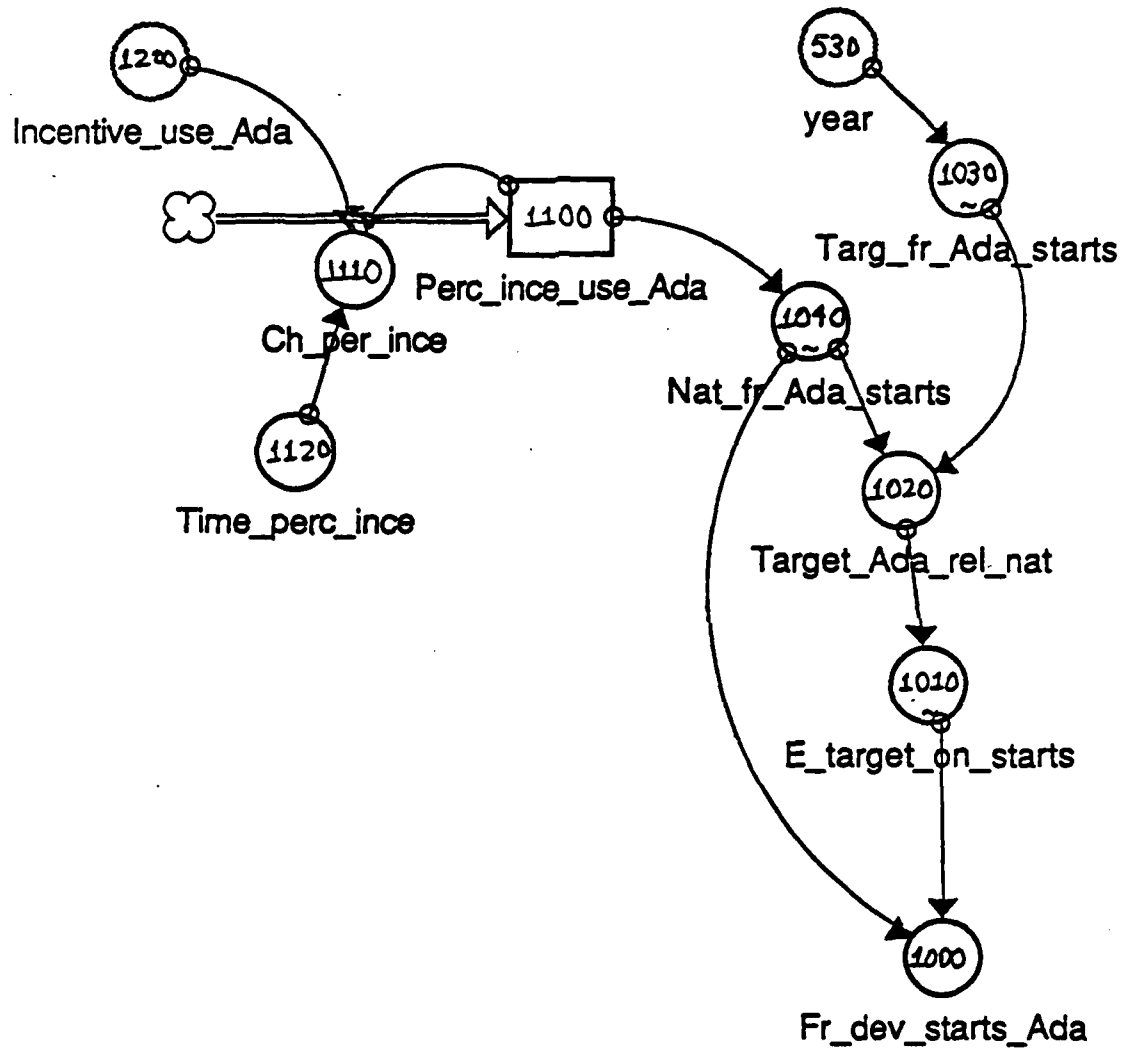 1200
Incentive_use_Ada
530
year
1030
~
Targ_fr_Ada_starts
1100
Perc_ince_use_Ada
1110
Ch_per_ince
1040
~
Nat_fr_Ada_starts
1120
Time_perc_ince
1020
Target_Ada_rel_nat
1010
~
E_target_on_starts
1000
Fr_dev_starts_Ada